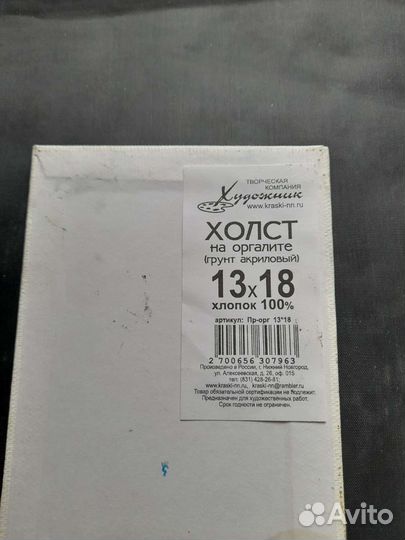 ТВОРЧЕСКАЯ
КОМПАНИЯ
Художник
www.kraski-nn.ru
ХОЛСТ
на оргалите
(грунт акриловый)
13х18
хлопок 100%
артикул: Пр-орг 13*18
2 700656 307963
Произведено в России, г. Нижний Новгород,
ул. Алексеевская, д. 26, оф. 015
тел: (831) 428-26-81;
www.kraski-nn.ru, kraski-nn@rambler.ru
Товар обязательной сертификации не подлежит.
Предназначен для художественных работ.
Срок годности не ограничен.
Avito